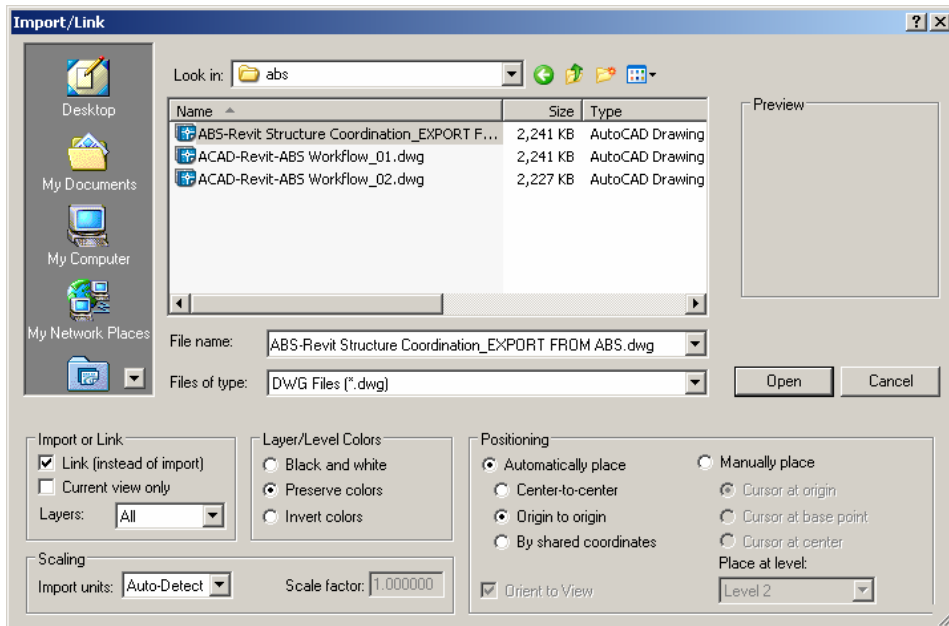 Import/Link
Look in: abs
Desktop
My Documents
My Computer
My Network Places
Name Size Type
ABS-Revit Structure Coordination_EXPORT F... 2,241 KB AutoCAD Drawing
ACAD-Revit-ABS Workflow_01.dwg 2,241 KB AutoCAD Drawing
ACAD-Revit-ABS Workflow_02.dwg 2,227 KB AutoCAD Drawing
Preview
File name: ABS-Revit Structure Coordination_EXPORT FROM ABS.dwg
Files of type: DWG Files (*.dwg)
Open Cancel
Import or Link
Link (instead of import)
Current view only
Layers: All
Layer/Level Colors
Black and white
Preserve colors
Invert colors
Scaling
Import units: Auto-Detect Scale factor: 1.000000
Positioning
Automatically place
Center-to-center
Origin to origin
By shared coordinates
Orient to View
Manually place
Cursor at origin
Cursor at base point
Cursor at center
Place at level:
Level 2